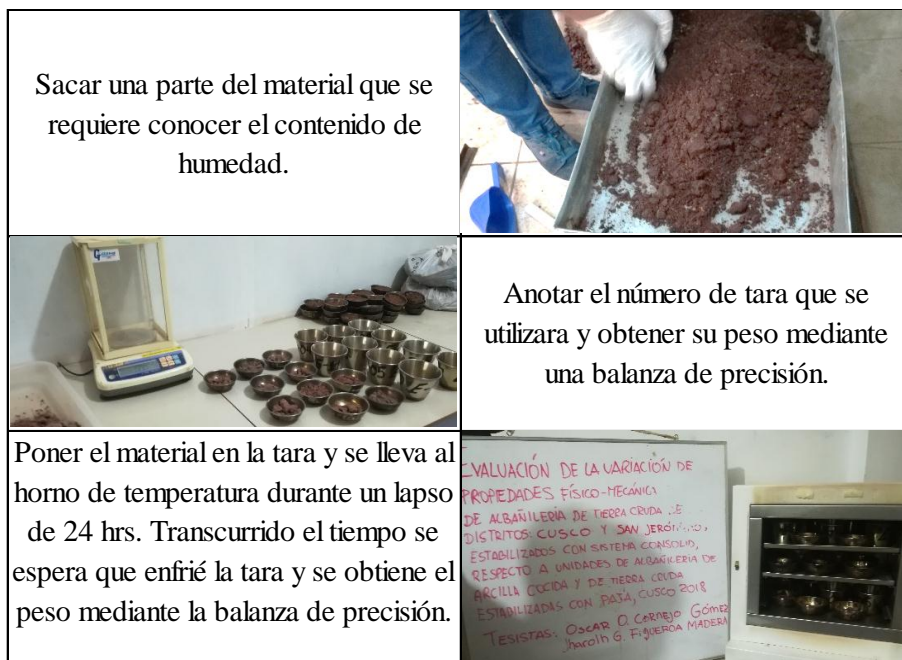 Sacar una parte del material que se
requiere conocer el contenido de
humedad.
Anotar el número de tara que se
utilizara y obtener su peso mediante
una balanza de precisión.
Poner el material en la tara y se lleva al
horno de temperatura durante un lapso
de 24 hrs. Transcurrido el tiempo se
espera que enfrié la tara y se obtiene el
peso mediante la balanza de precisión.
EVALUACIÓN DE LA VARIACIÓN DE
PROPIEDADES FÍSICO-MECÁNIC
DE ALBAÑILERÍA DE TIERRA CRUDA DE
DISTRITOS: CUSCO Y SAN JERÓNIMO,
ESTABILIZADOS CON SISTEMA CONSOLID,
RESPECTO A UNIDADES DE ALBAÑILERÍA DE
ARCILLA COCIDA Y DE TIERRA CRUDA
ESTABILIZADAS CON PAJA, CUSCO 2018
TESISTAS: OSCAR O. CORNEJO GÓMEZ
Jharolh G. FIGUEROA MADERA